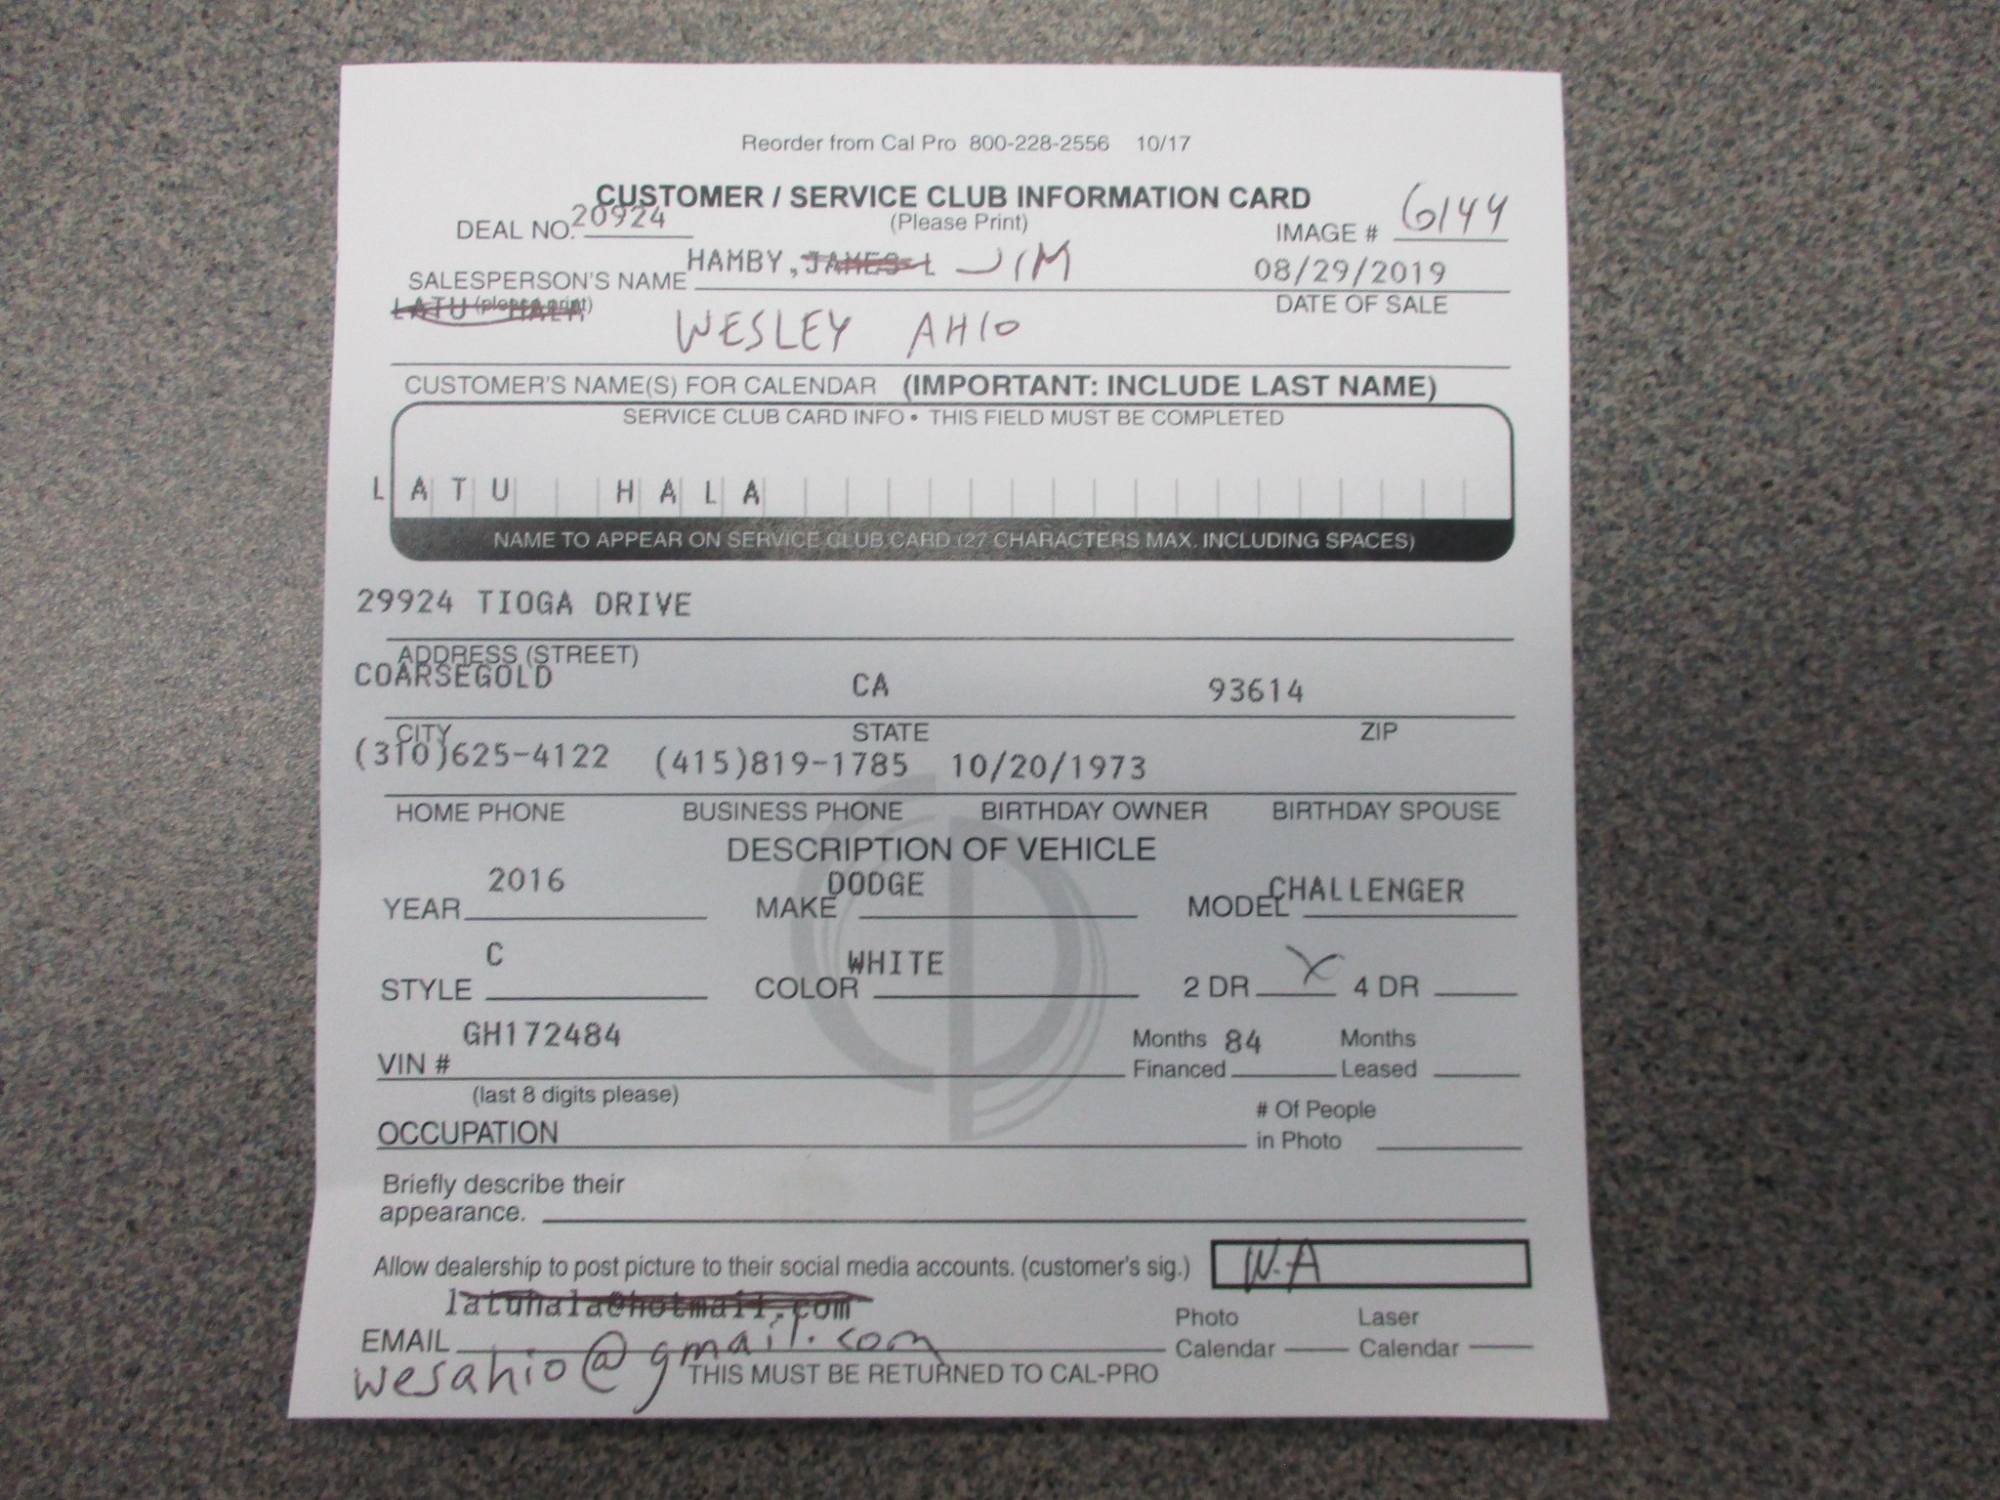 Reorder from Cal Pro 800-228-2556 10/17
CUSTOMER / SERVICE CLUB INFORMATION CARD
DEAL NO. 20924 (Please Print) IMAGE # 6144
SALESPERSON'S NAME HAMBY, JAMES L JIM 08/29/2019
(please print) LATU HALA DATE OF SALE
WESLEY AHIO
CUSTOMER'S NAME(S) FOR CALENDAR (IMPORTANT: INCLUDE LAST NAME)
SERVICE CLUB CARD INFO • THIS FIELD MUST BE COMPLETED
LATU HALA
NAME TO APPEAR ON SERVICE CLUB CARD (27 CHARACTERS MAX. INCLUDING SPACES)
29924 TIOGA DRIVE
ADDRESS (STREET)
COARSEGOLD CA 93614
CITY STATE ZIP
(310)625-4122 (415)819-1785 10/20/1973
HOME PHONE BUSINESS PHONE BIRTHDAY OWNER BIRTHDAY SPOUSE
DESCRIPTION OF VEHICLE
YEAR 2016 MAKE DODGE MODEL CHALLENGER
STYLE C COLOR WHITE 2 DR X 4 DR
VIN # GH172484 Months Financed 84 Months Leased
(last 8 digits please)
OCCUPATION # Of People in Photo
Briefly describe their
appearance.
Allow dealership to post picture to their social media accounts. (customer's sig.) W.A
latuhala@hotmail.com
EMAIL Photo Calendar Laser Calendar
wesahio@gmail.com
THIS MUST BE RETURNED TO CAL-PRO